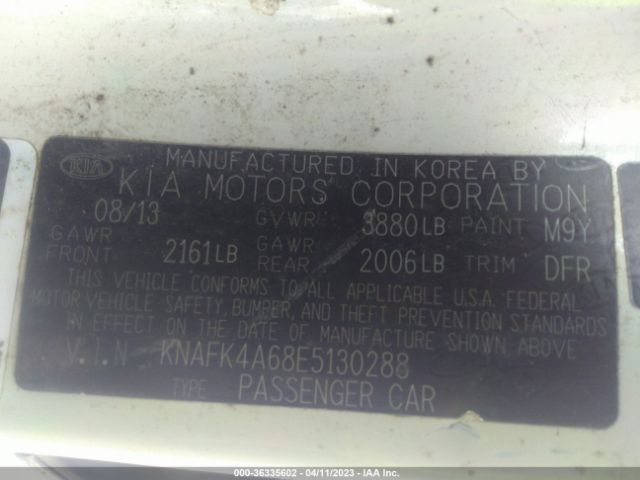 KIA
MANUFACTURED IN KOREA BY
KIA MOTORS CORPORATION
08/13 GVWR 3880LB PAINT M9Y
GAWR FRONT 2161LB GAWR REAR 2006LB TRIM DFR
THIS VEHICLE CONFORMS TO ALL APPLICABLE U.S.A. FEDERAL
MOTOR VEHICLE SAFETY, BUMPER, AND THEFT PREVENTION STANDARDS
IN EFFECT ON THE DATE OF MANUFACTURE SHOWN ABOVE
V.I.N KNAFK4A68E5130288
TYPE PASSENGER CAR
000-36335602 - 04/11/2023 - IAA Inc.